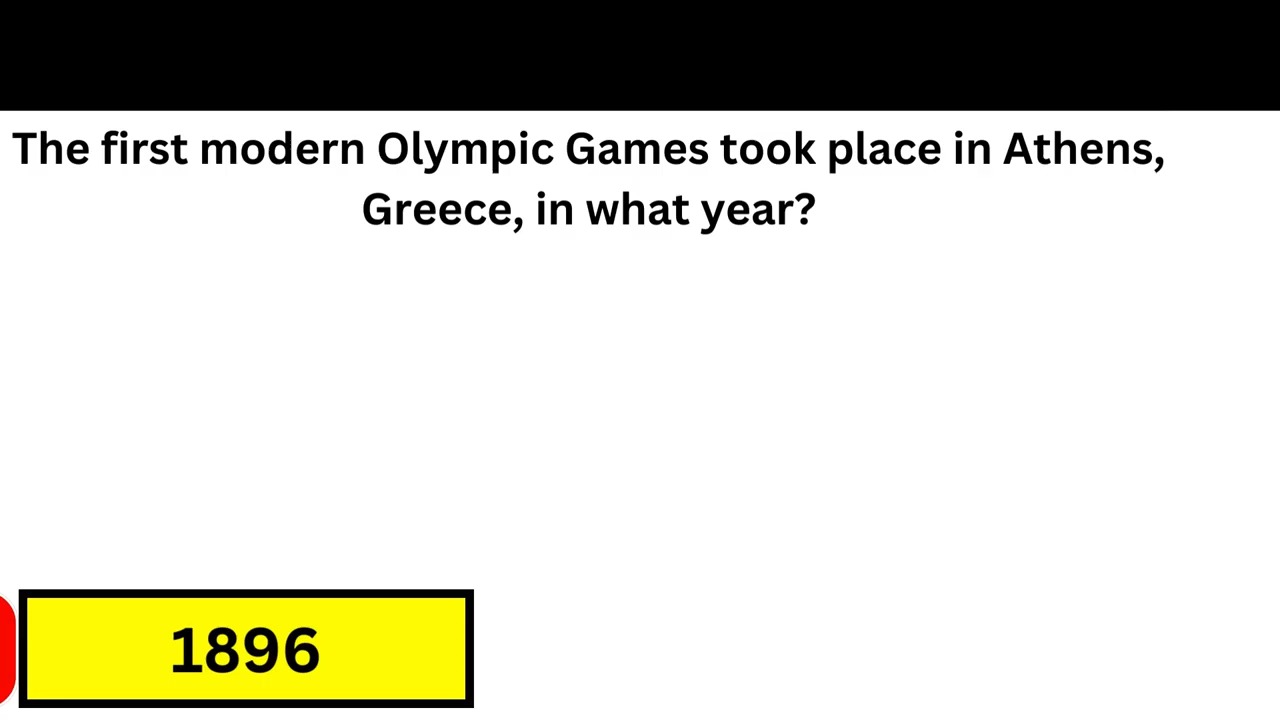 The first modern Olympic Games took place in Athens,
Greece, in what year?
1896